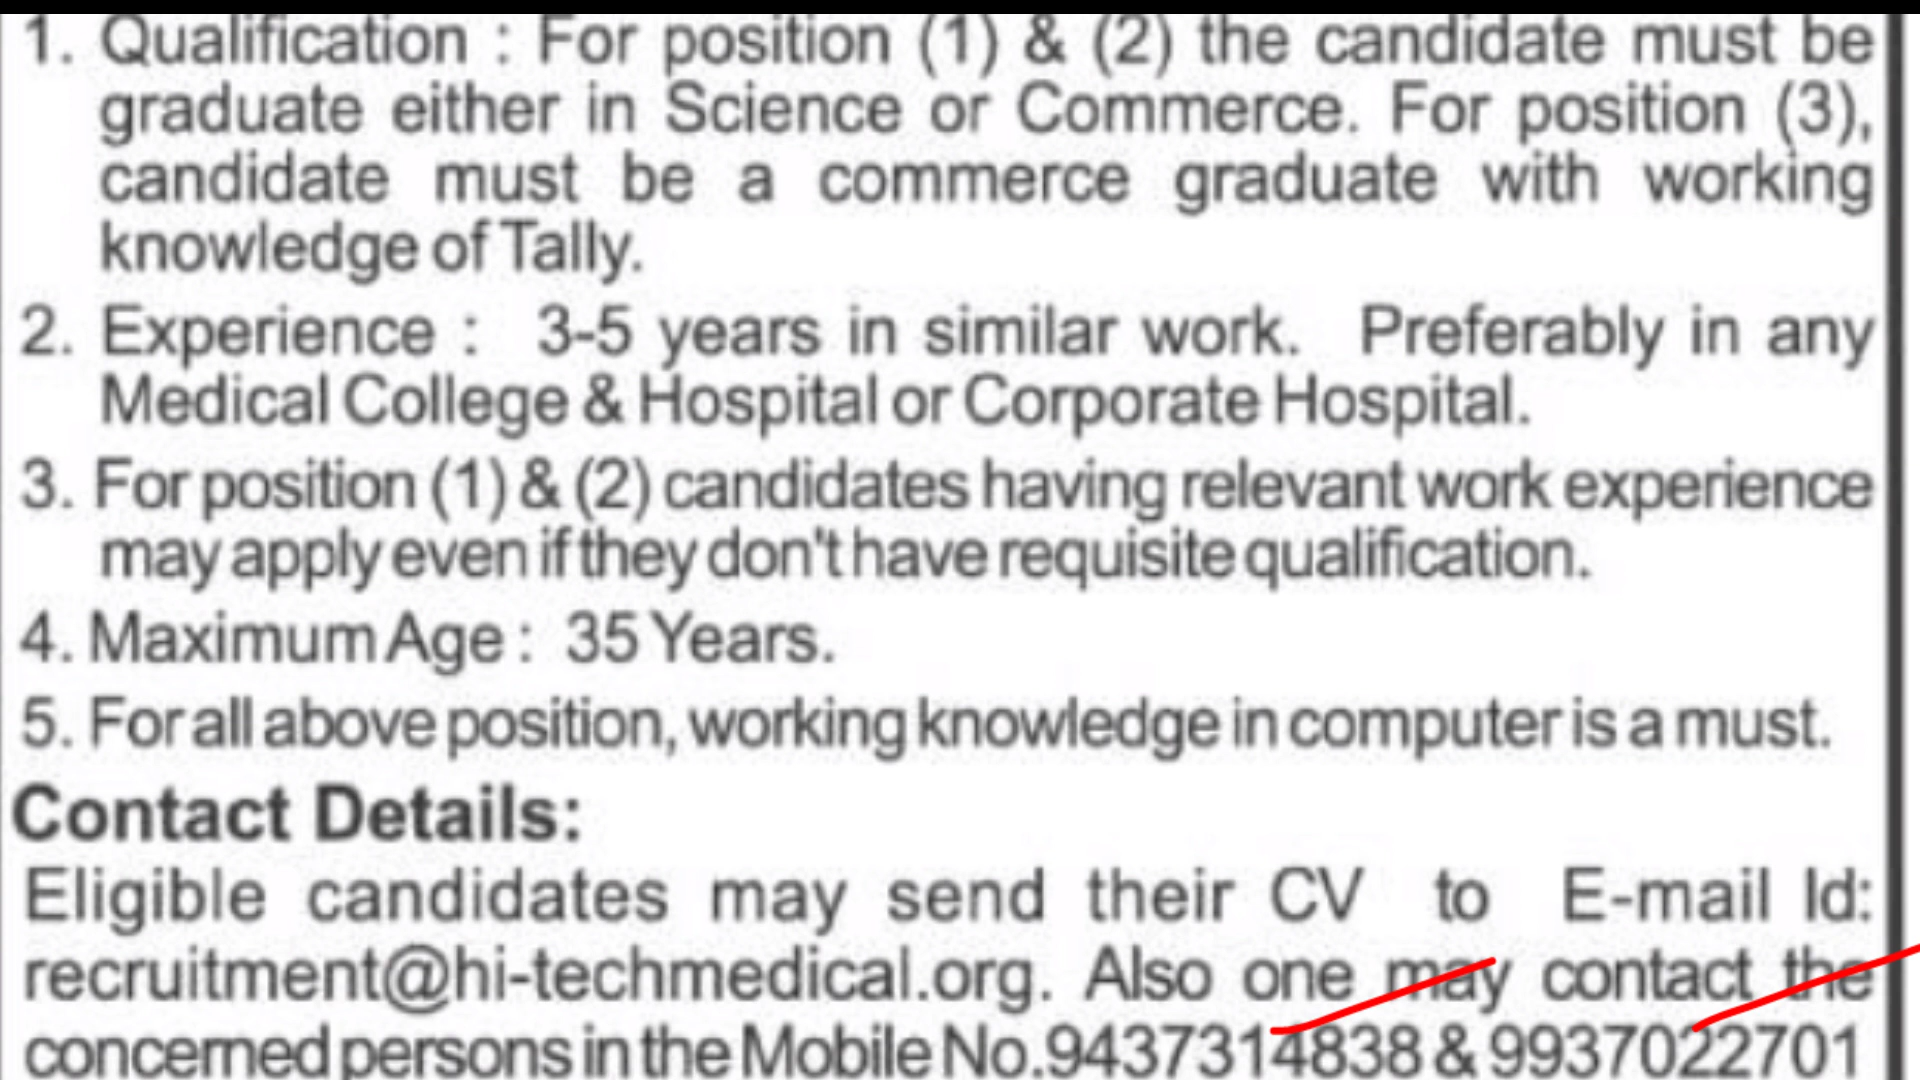 1. Qualification : For position (1) & (2) the candidate must be
graduate either in Science or Commerce. For position (3),
candidate must be a commerce graduate with working
knowledge of Tally.
2. Experience : 3-5 years in similar work. Preferably in any
Medical College & Hospital or Corporate Hospital.
3. For position (1) & (2) candidates having relevant work experience
may apply even if they don't have requisite qualification.
4. Maximum Age : 35 Years.
5. For all above position, working knowledge in computer is a must.
Contact Details:
Eligible candidates may send their CV to E-mail Id:
recruitment@hi-techmedical.org. Also one may contact the
concerned persons in the Mobile No.9437314838 & 9937022701